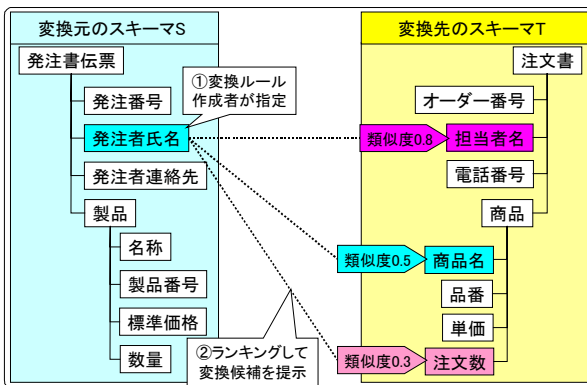 変換元のスキーマS
発注書伝票
①変換ルール
作成者が指定
発注番号
発注者氏名
発注者連絡先
製品
名称
製品番号
標準価格
数量
②ランキングして
変換候補を提示
変換先のスキーマT
注文書
オーダー番号
類似度0.8
担当者名
電話番号
商品
類似度0.5
商品名
品番
単価
類似度0.3
注文数